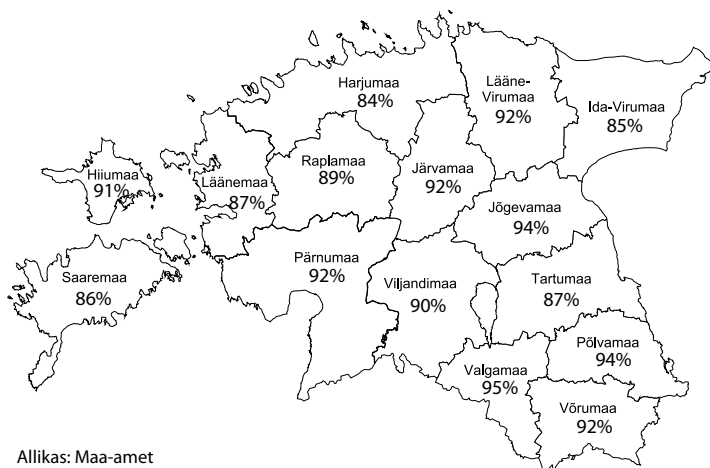 Harjumaa
84%
Lääne-
Virumaa
92%
Ida-Virumaa
85%
Hiiumaa
91%
Läänemaa
87%
Raplamaa
89%
Järvamaa
92%
Jõgevamaa
94%
Saaremaa
86%
Pärnumaa
92%
Viljandimaa
90%
Tartumaa
87%
Põlvamaa
94%
Valgamaa
95%
Võrumaa
92%
Allikas: Maa-amet